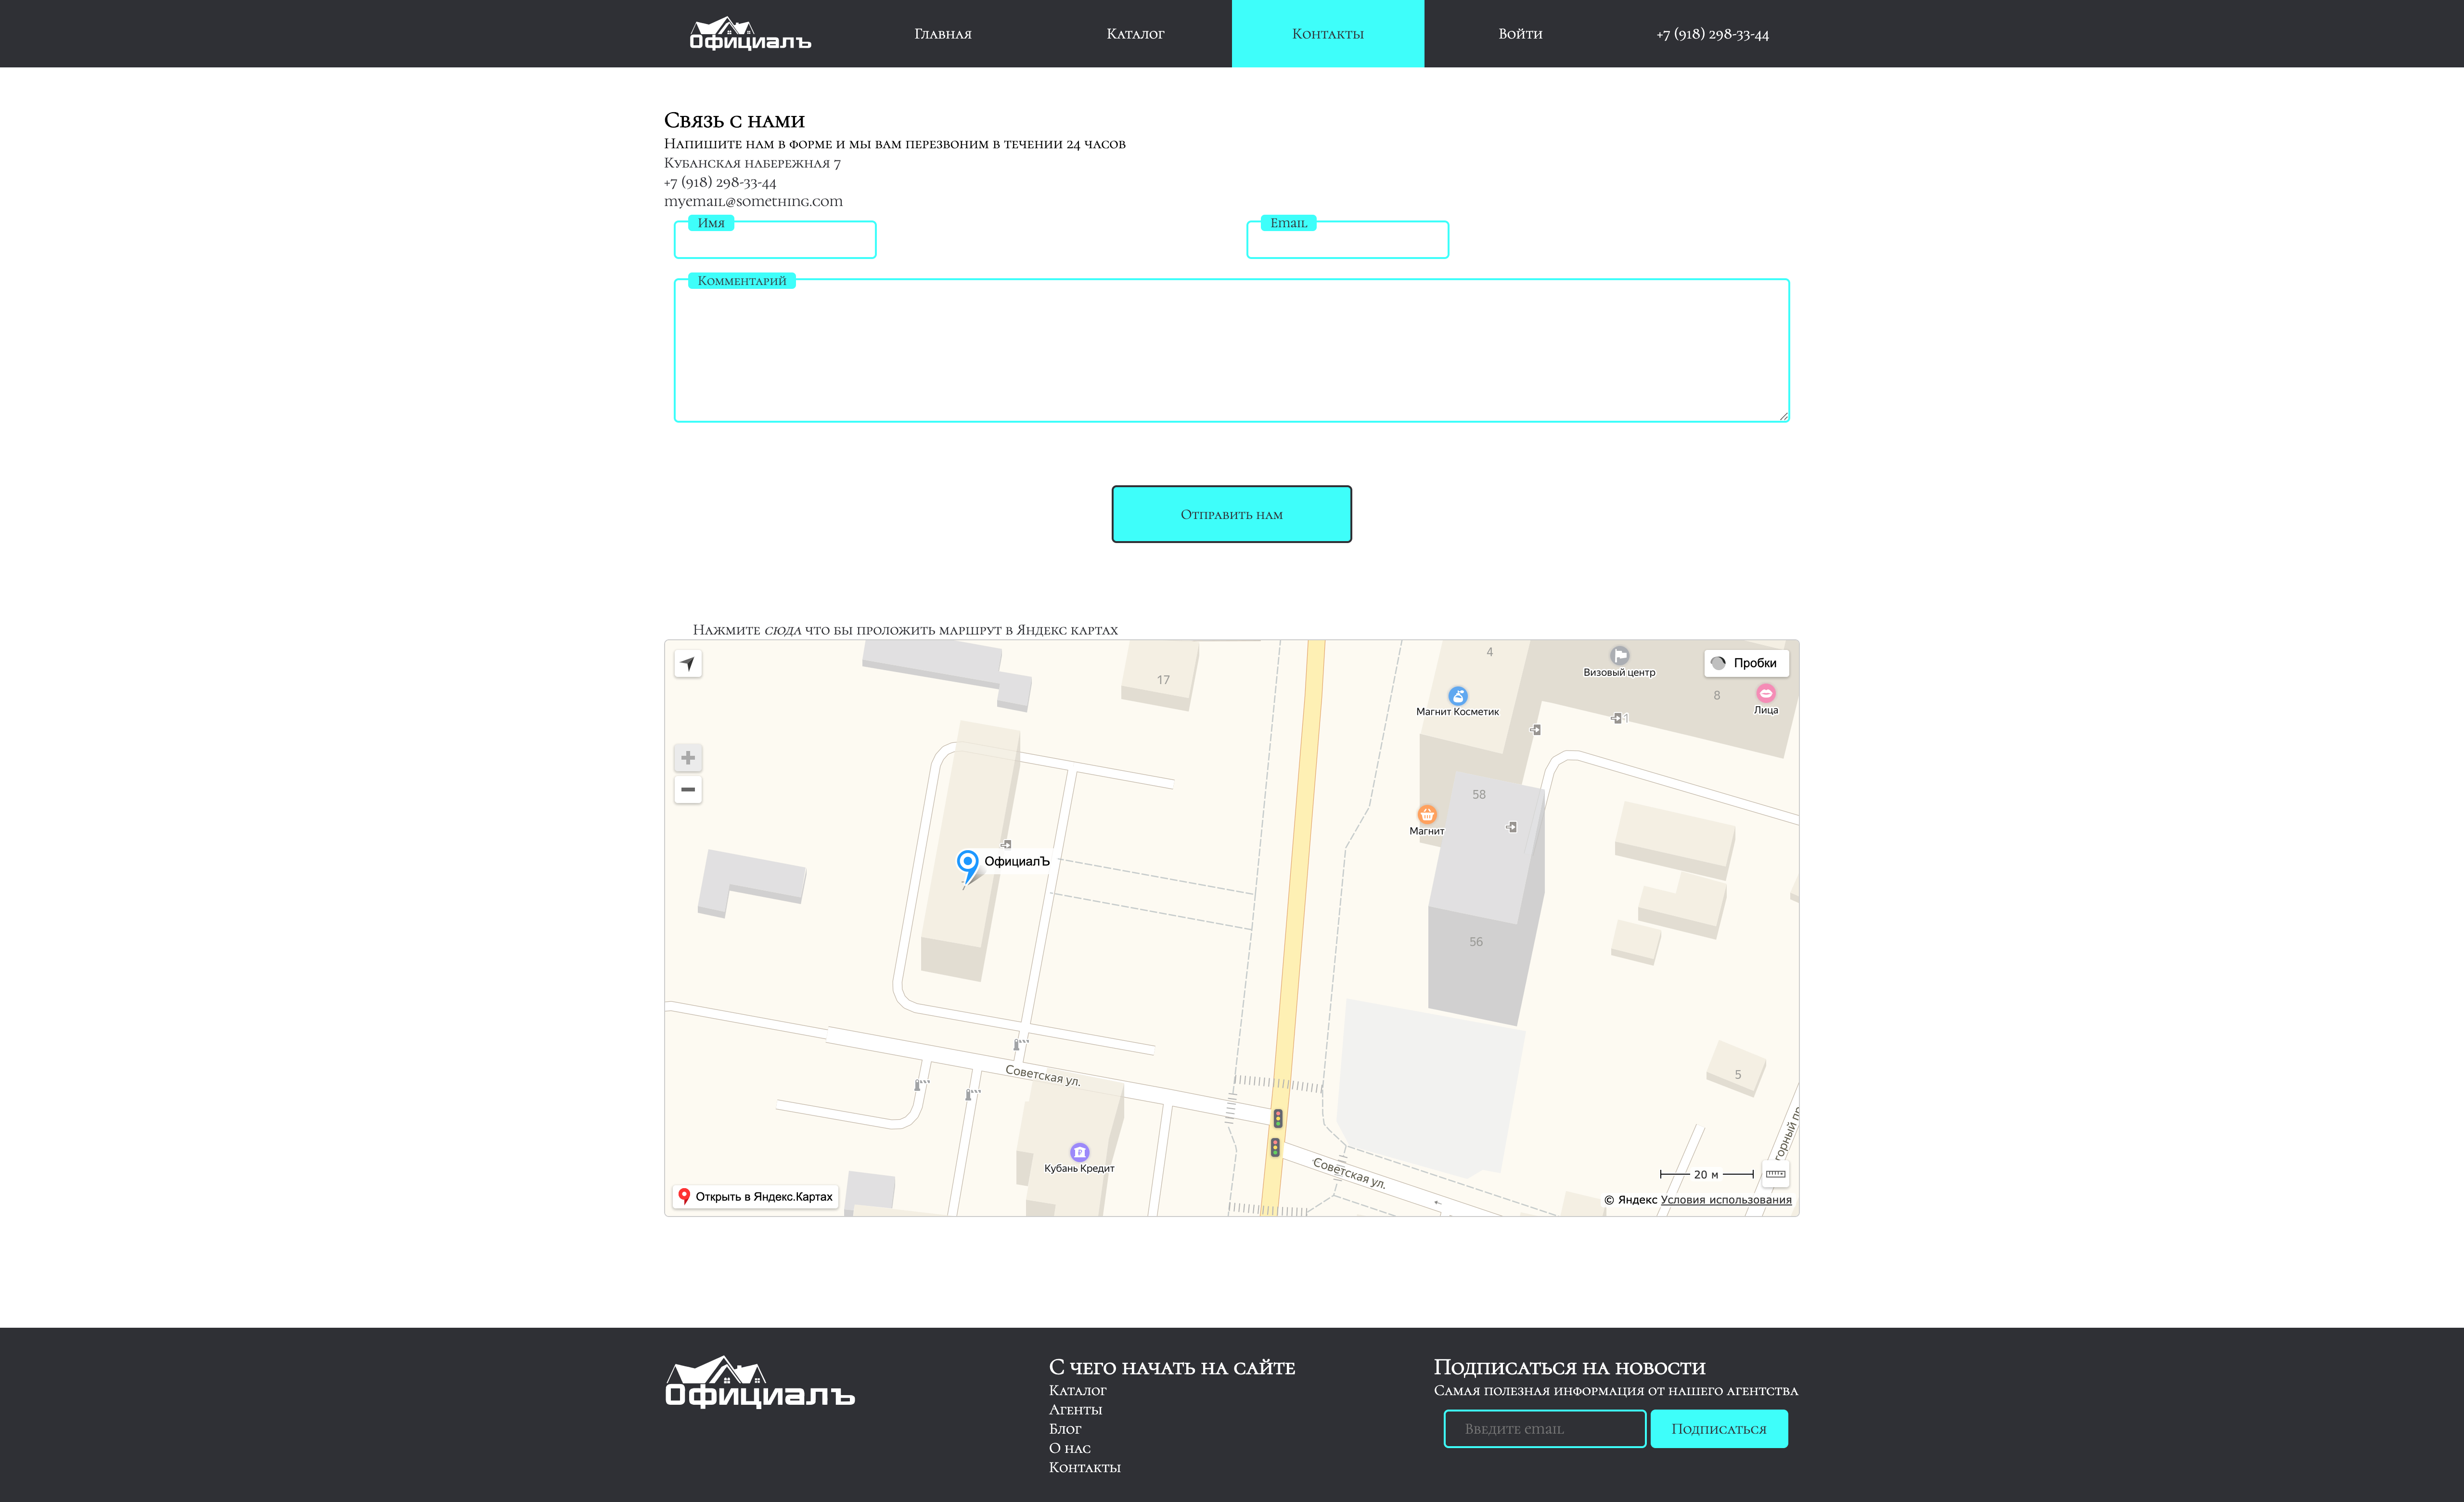 Официалъ
Главная
Каталог
Контакты
Войти
+7 (918) 298-33-44
Связь с нами
Напишите нам в форме и мы вам перезвоним в течении 24 часов
Кубанская набережная 7
+7 (918) 298-33-44
myemail@something.com
Имя
Email
Комментарий
Отправить нам
Нажмите сюда что бы проложить маршрут в Яндекс картах
17
4
Визовый центр
Пробки
8
Лица
Магнит Косметик
1
58
Магнит
ОфициалЪ
56
5
Советская ул.
горный пр
Кубань Кредит
Советская ул.
20 м
Открыть в Яндекс.Картах
© Яндекс Условия использования
Официалъ
С чего начать на сайте
Каталог
Агенты
Блог
О нас
Контакты
Подписаться на новости
Самая полезная информация от нашего агентства
Введите email
Подписаться